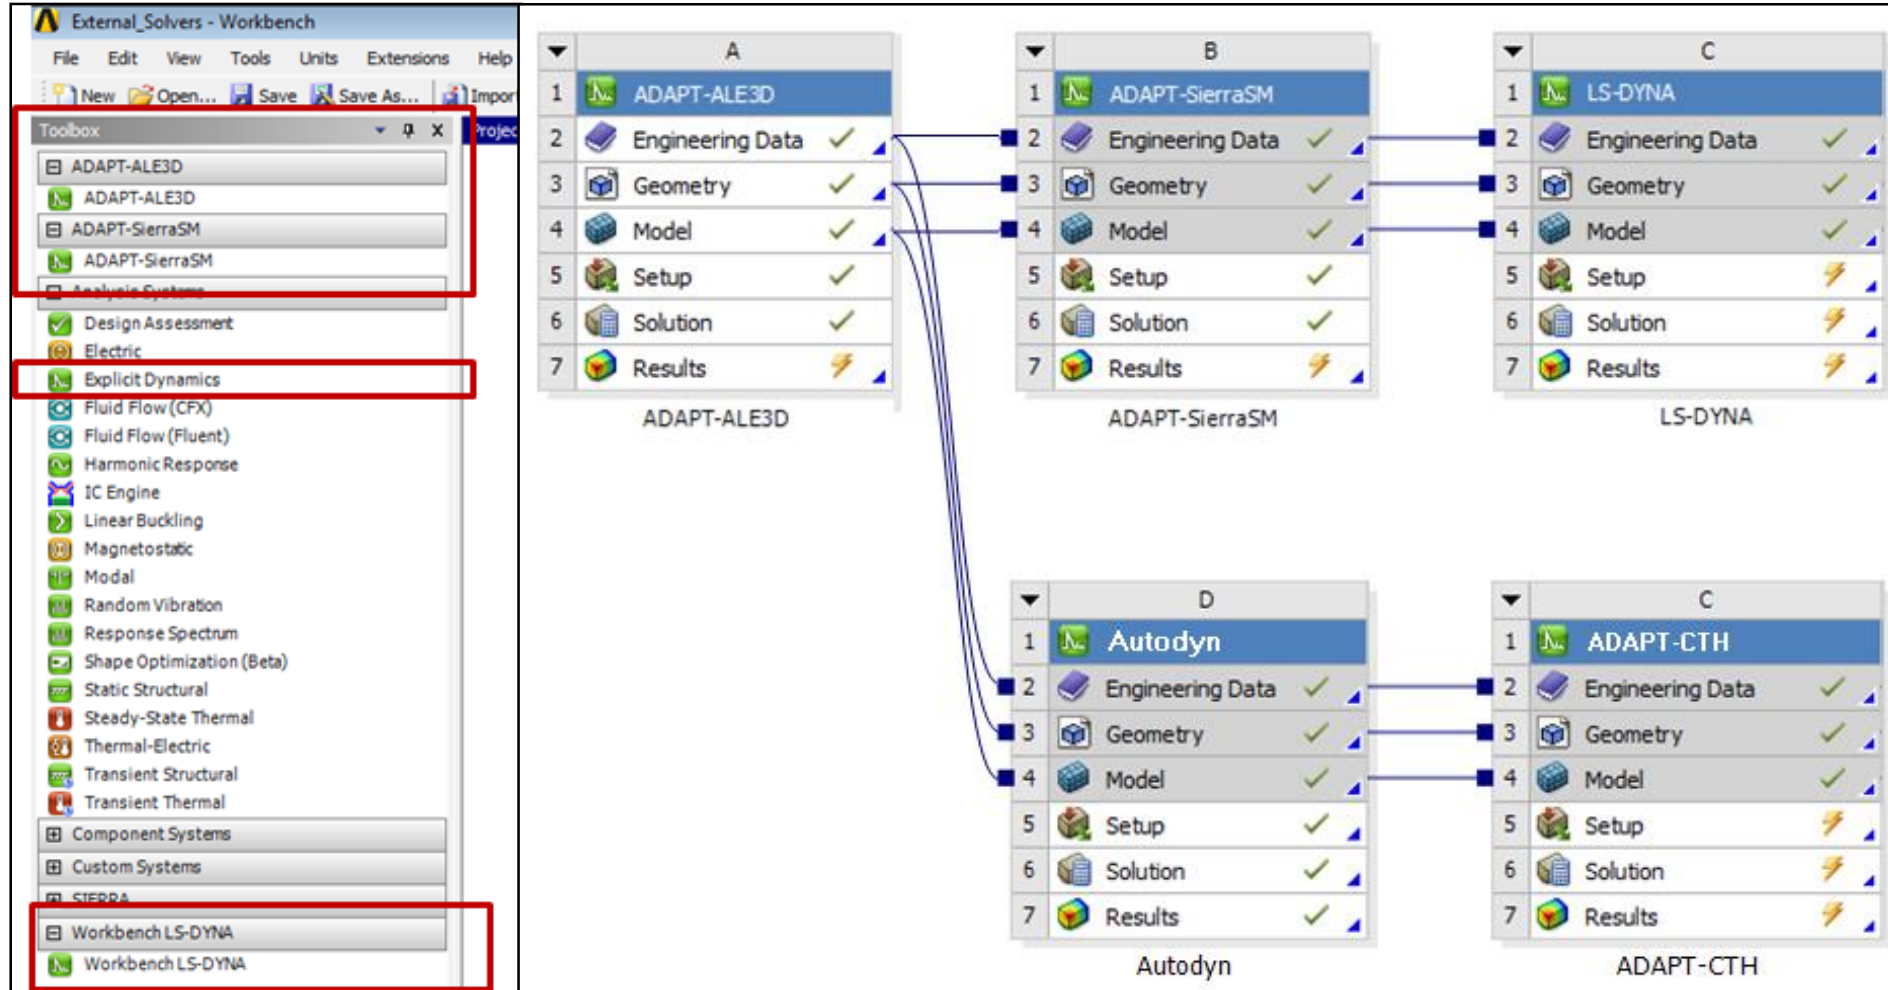 External_Solvers - Workbench
File Edit View Tools Units Extensions Help
New Open... Save Save As... Impor
Toolbox
Projec
ADAPT-ALE3D
ADAPT-ALE3D
ADAPT-SierraSM
ADAPT-SierraSM
Analysis Systems
Design Assessment
Electric
Explicit Dynamics
Fluid Flow (CFX)
Fluid Flow (Fluent)
Harmonic Response
IC Engine
Linear Buckling
Magnetostatic
Modal
Random Vibration
Response Spectrum
Shape Optimization (Beta)
Static Structural
Steady-State Thermal
Thermal-Electric
Transient Structural
Transient Thermal
Component Systems
Custom Systems
SIERRA
Workbench LS-DYNA
Workbench LS-DYNA
A
1 ADAPT-ALE3D
2 Engineering Data
3 Geometry
4 Model
5 Setup
6 Solution
7 Results
ADAPT-ALE3D
B
1 ADAPT-SierraSM
2 Engineering Data
3 Geometry
4 Model
5 Setup
6 Solution
7 Results
ADAPT-SierraSM
C
1 LS-DYNA
2 Engineering Data
3 Geometry
4 Model
5 Setup
6 Solution
7 Results
LS-DYNA
D
1 Autodyn
2 Engineering Data
3 Geometry
4 Model
5 Setup
6 Solution
7 Results
Autodyn
C
1 ADAPT-CTH
2 Engineering Data
3 Geometry
4 Model
5 Setup
6 Solution
7 Results
ADAPT-CTH